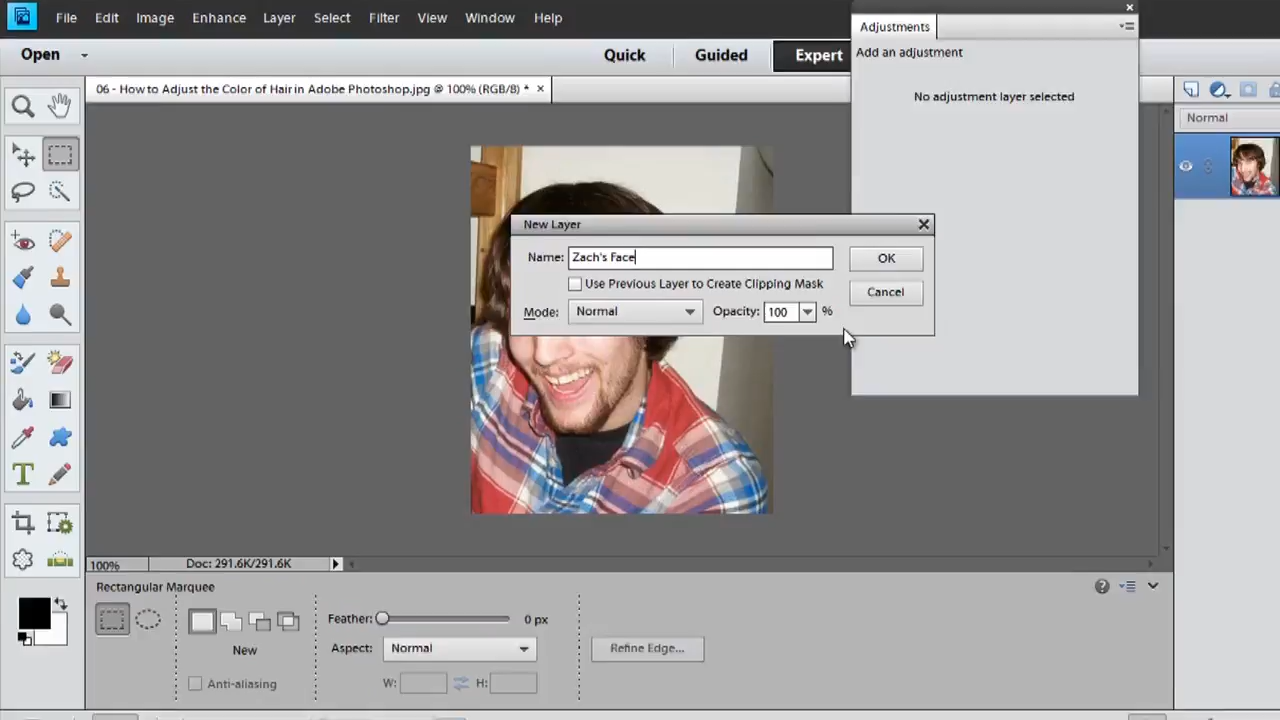 File Edit Image Enhance Layer Select Filter View Window Help
Open
Quick Guided Expert
Adjustments
Add an adjustment
No adjustment layer selected
06 - How to Adjust the Color of Hair in Adobe Photoshop.jpg @ 100% (RGB/8) *
Normal
New Layer
Name: Zach's Face
OK
Use Previous Layer to Create Clipping Mask
Cancel
Mode: Normal Opacity: 100 %
100% Doc: 291.6K/291.6K
Rectangular Marquee
Feather: 0 px
New
Aspect: Normal
Refine Edge...
Anti-aliasing
W: H: